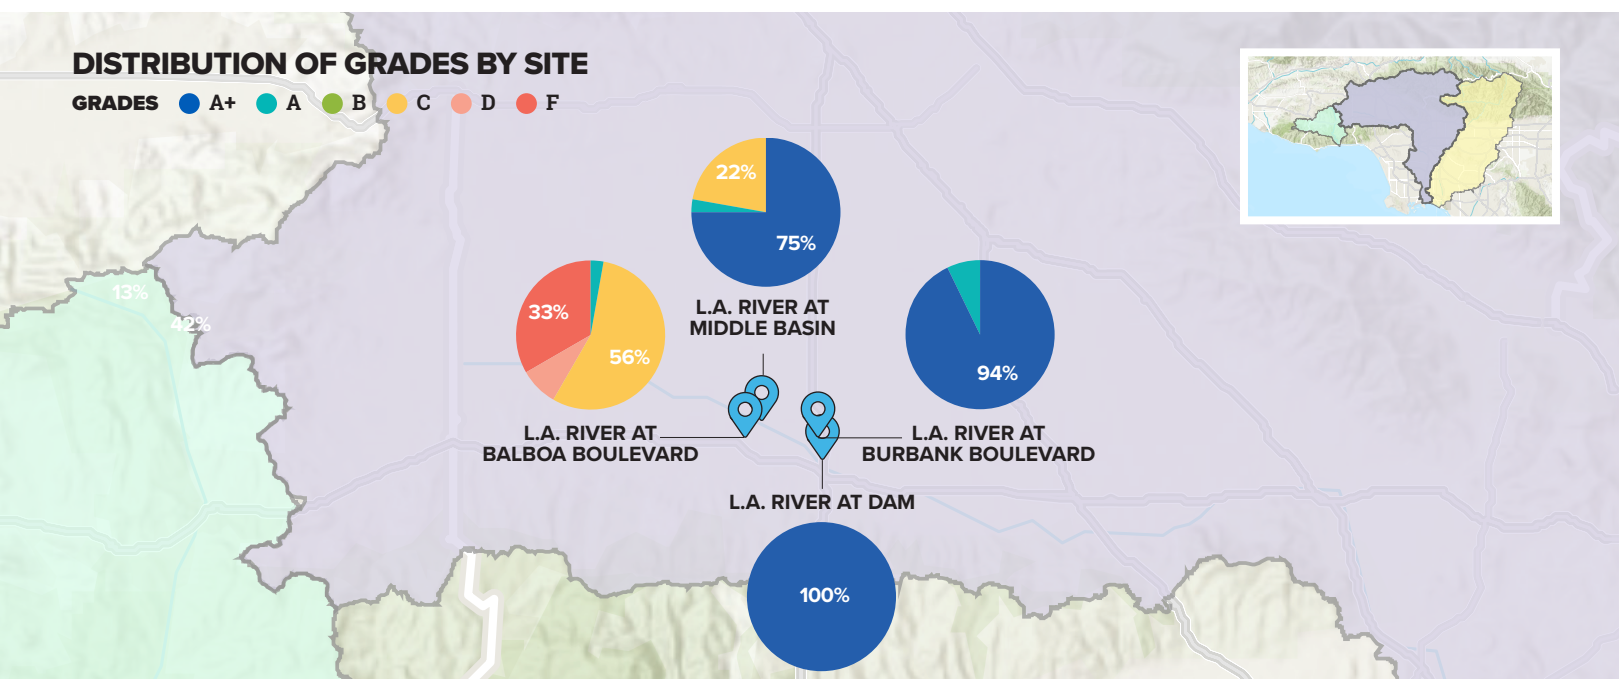 DISTRIBUTION OF GRADES BY SITE
GRADES A+ A B C D F
22%
75%
L.A. RIVER AT
MIDDLE BASIN
13%
42%
33%
56%
L.A. RIVER AT
BALBOA BOULEVARD
94%
L.A. RIVER AT
BURBANK BOULEVARD
L.A. RIVER AT DAM
100%